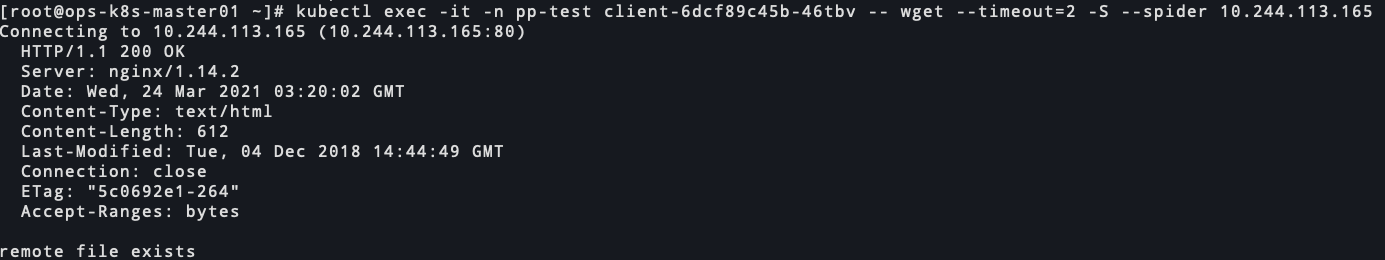 [root@ops-k8s-master01 ~]# kubectl exec -it -n pp-test client-6dcf89c45b-46tbv -- wget --timeout=2 -S --spider 10.244.113.165
Connecting to 10.244.113.165 (10.244.113.165:80)
  HTTP/1.1 200 OK
  Server: nginx/1.14.2
  Date: Wed, 24 Mar 2021 03:20:02 GMT
  Content-Type: text/html
  Content-Length: 612
  Last-Modified: Tue, 04 Dec 2018 14:44:49 GMT
  Connection: close
  ETag: "5c0692e1-264"
  Accept-Ranges: bytes

remote file exists